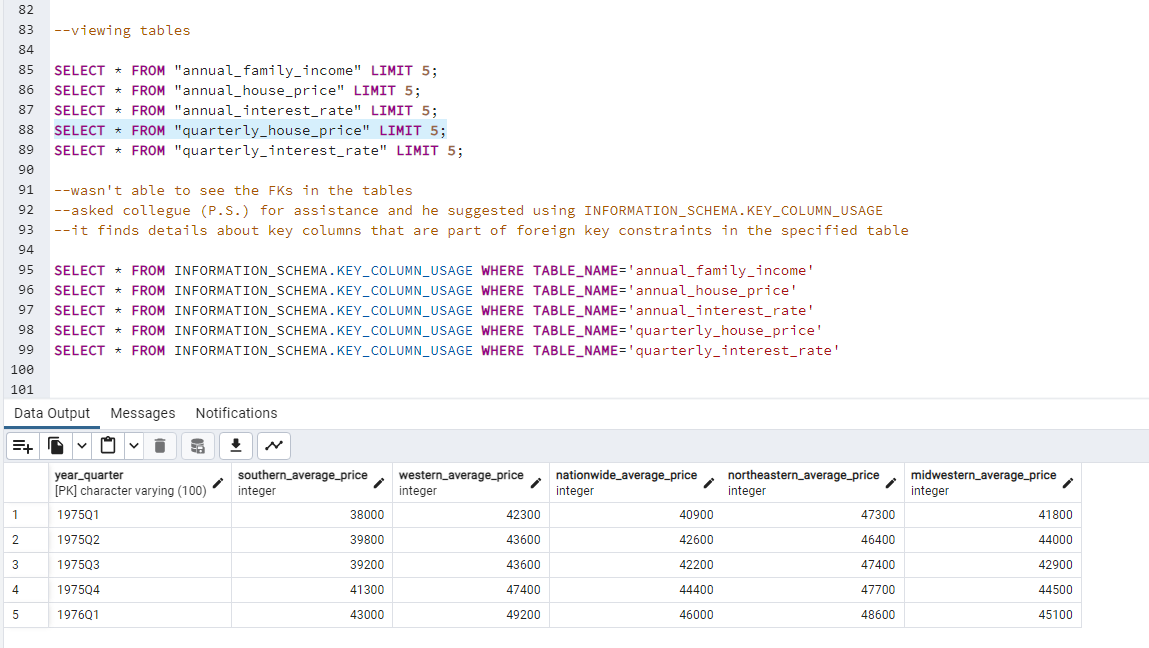 82
83 --viewing tables
84
85 SELECT * FROM "annual_family_income" LIMIT 5;
86 SELECT * FROM "annual_house_price" LIMIT 5;
87 SELECT * FROM "annual_interest_rate" LIMIT 5;
88 SELECT * FROM "quarterly_house_price" LIMIT 5;
89 SELECT * FROM "quarterly_interest_rate" LIMIT 5;
90
91 --wasn't able to see the FKs in the tables
92 --asked collegue (P.S.) for assistance and he suggested using INFORMATION_SCHEMA.KEY_COLUMN_USAGE
93 --it finds details about key columns that are part of foreign key constraints in the specified table
94
95 SELECT * FROM INFORMATION_SCHEMA.KEY_COLUMN_USAGE WHERE TABLE_NAME='annual_family_income'
96 SELECT * FROM INFORMATION_SCHEMA.KEY_COLUMN_USAGE WHERE TABLE_NAME='annual_house_price'
97 SELECT * FROM INFORMATION_SCHEMA.KEY_COLUMN_USAGE WHERE TABLE_NAME='annual_interest_rate'
98 SELECT * FROM INFORMATION_SCHEMA.KEY_COLUMN_USAGE WHERE TABLE_NAME='quarterly_house_price'
99 SELECT * FROM INFORMATION_SCHEMA.KEY_COLUMN_USAGE WHERE TABLE_NAME='quarterly_interest_rate'
100
101
Data Output Messages Notifications
year_quarter southern_average_price western_average_price nationwide_average_price northeastern_average_price midwestern_average_price
[PK] character varying (100) integer integer integer integer integer
1 1975Q1 38000 42300 40900 47300 41800
2 1975Q2 39800 43600 42600 46400 44000
3 1975Q3 39200 43600 42200 47400 42900
4 1975Q4 41300 47400 44400 47700 44500
5 1976Q1 43000 49200 46000 48600 45100